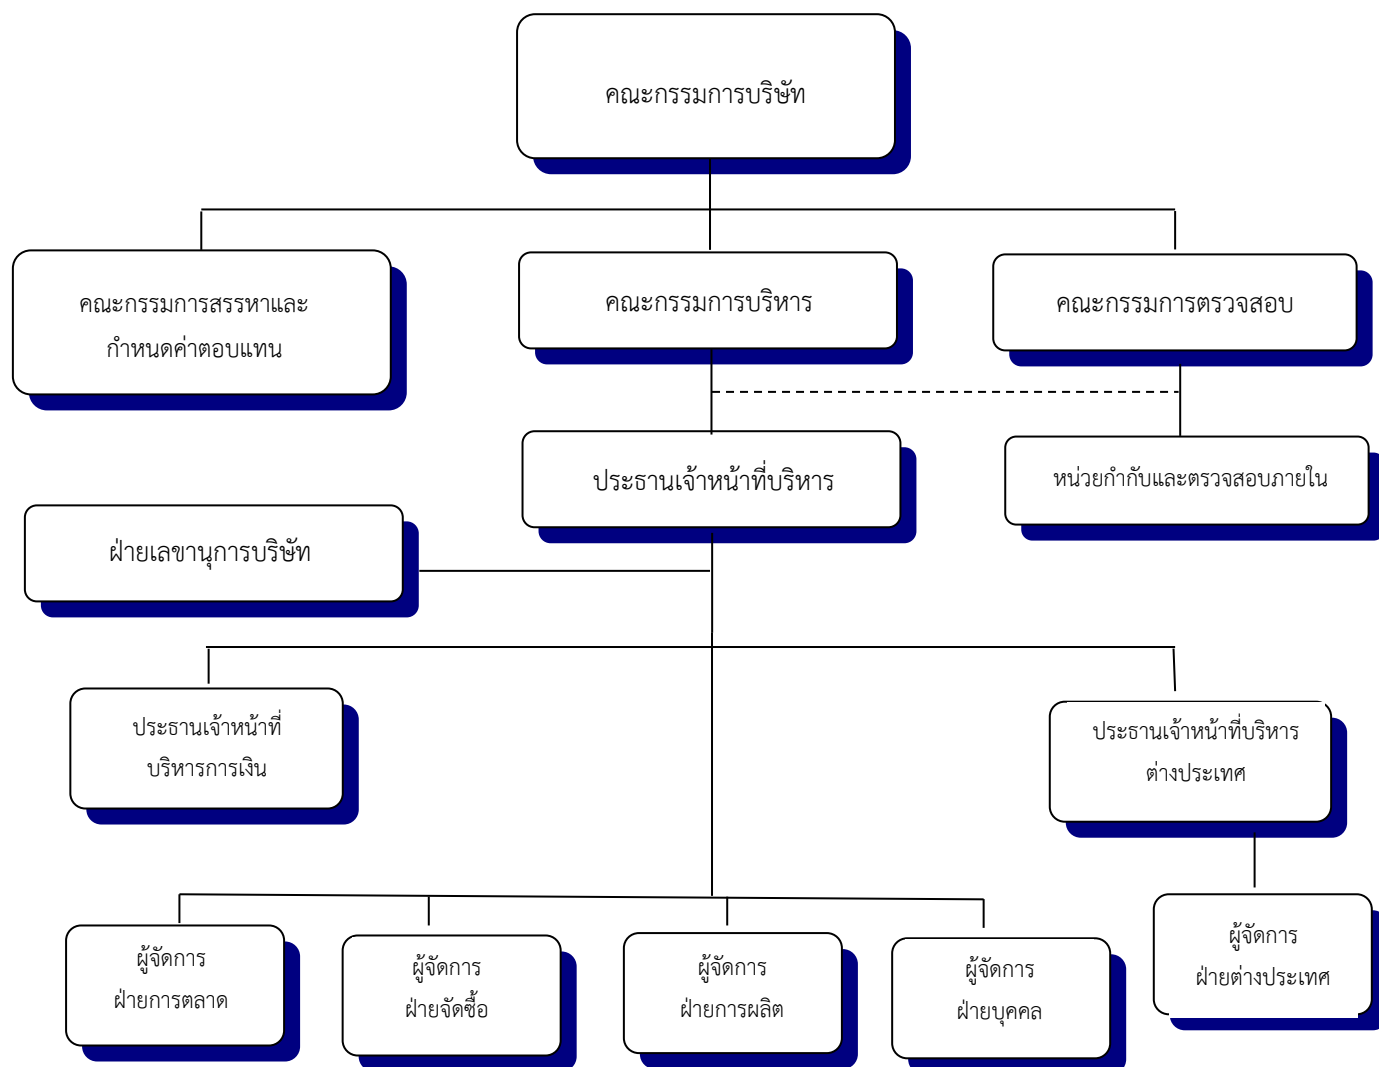 คณะกรรมการบริษัท
คณะกรรมการสรรหาและ
กำหนดค่าตอบแทน
คณะกรรมการบริหาร
คณะกรรมการตรวจสอบ
ประธานเจ้าหน้าที่บริหาร
หน่วยกำกับและตรวจสอบภายใน
ฝ่ายเลขานุการบริษัท
ประธานเจ้าหน้าที่
บริหารการเงิน
ประธานเจ้าหน้าที่บริหาร
ต่างประเทศ
ผู้จัดการ
ฝ่ายการตลาด
ผู้จัดการ
ฝ่ายจัดซื้อ
ผู้จัดการ
ฝ่ายการผลิต
ผู้จัดการ
ฝ่ายบุคคล
ผู้จัดการ
ฝ่ายต่างประเทศ